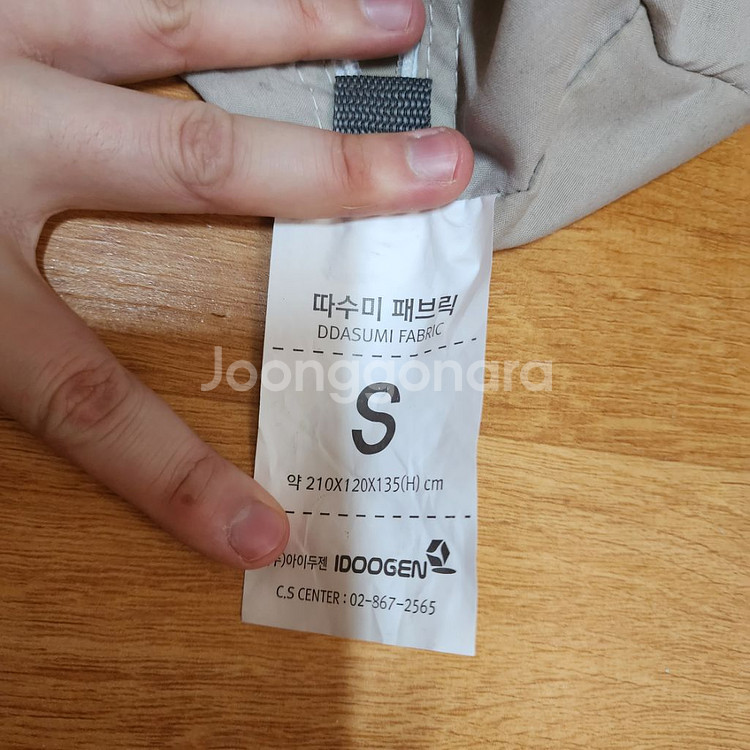 따수미 패브릭
DDASUMI FABRIC
Joonggonara
S
약 210X120X135(H) cm
)아이두젠 IDOOGEN
C.S CENTER : 02-867-2565